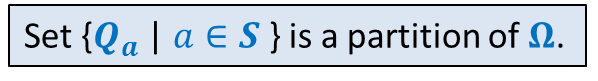 Set {Qₐ | a ∈ S } is a partition of Ω.